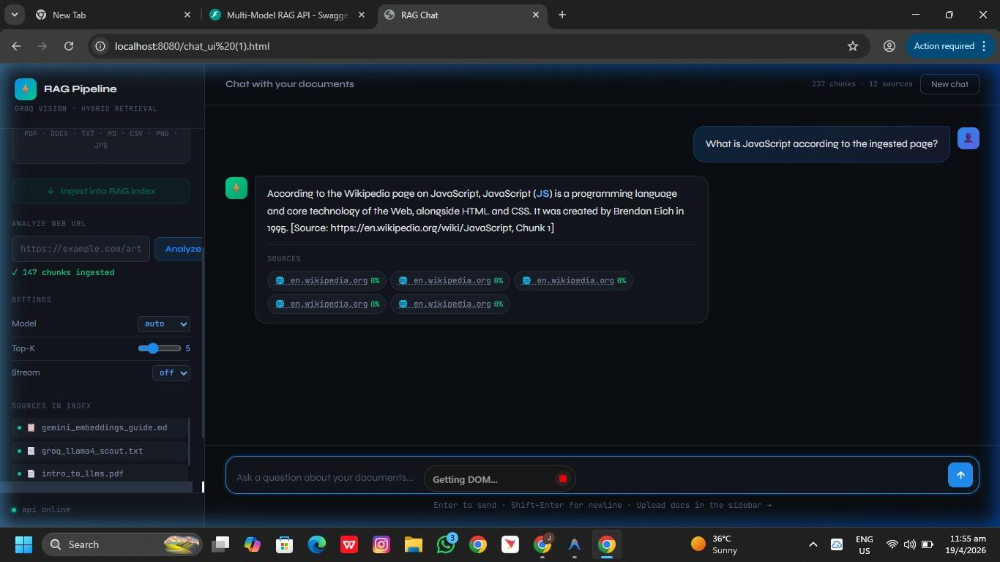 New Tab
Multi-Model RAG API - Swagge
RAG Chat
localhost:8080/chat_ui%20(1).html
Action required
RAG Pipeline
GROQ VISION · HYBRID RETRIEVAL
PDF · DOCX · TXT · MD · CSV · PNG ·
JPG
↓ Ingest into RAG index
ANALYZE WEB URL
https://example.com/art
Analyze
✓ 147 chunks ingested
SETTINGS
Model
auto
Top-K
5
Stream
off
SOURCES IN INDEX
gemini_embeddings_guide.md
groq_llama4_scout.txt
intro_to_llms.pdf
api online
Chat with your documents
237 chunks · 12 sources
New chat
What is JavaScript according to the ingested page?
According to the Wikipedia page on JavaScript, JavaScript (JS) is a programming language
and core technology of the Web, alongside HTML and CSS. It was created by Brendan Eich in
1995. [Source: https://en.wikipedia.org/wiki/JavaScript, Chunk 1]
SOURCES
en.wikipedia.org 0% en.wikipedia.org 0% en.wikipedia.org 0%
en.wikipedia.org 0% en.wikipedia.org 0%
Ask a question about your documents...
Getting DOM...
Enter to send · Shift+Enter for newline · Upload docs in the sidebar →
Search
3
J
36°C
Sunny
ENG
US
11:55 am
19/4/2026